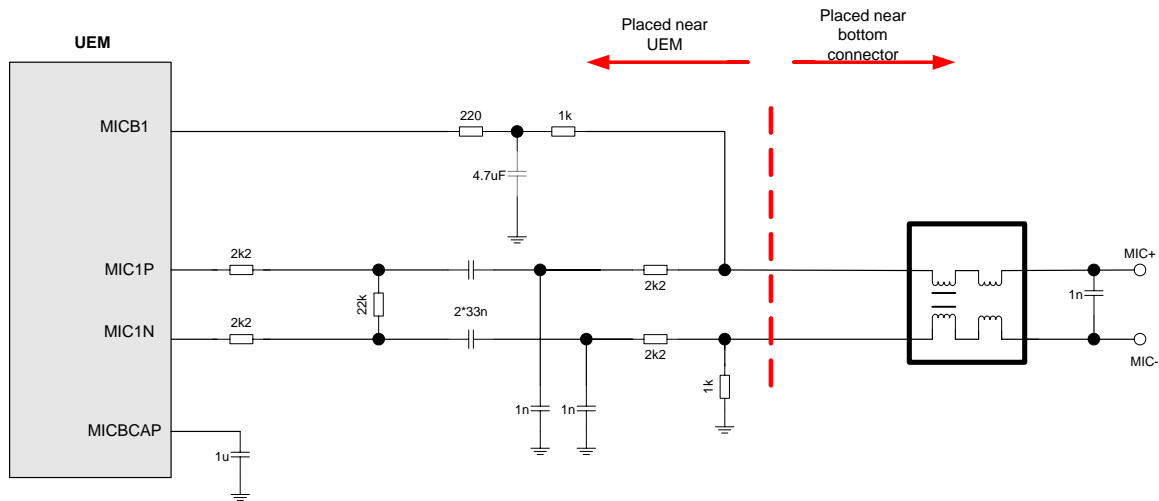 Placed near
UEM
Placed near
bottom
connector
UEM
MICB1
220
1k
4.7uF
MIC1P
2k2
2k2
MIC+
22k
2*33n
1n
MIC1N
2k2
2k2
MIC-
1k
1n
1n
MICBCAP
1u